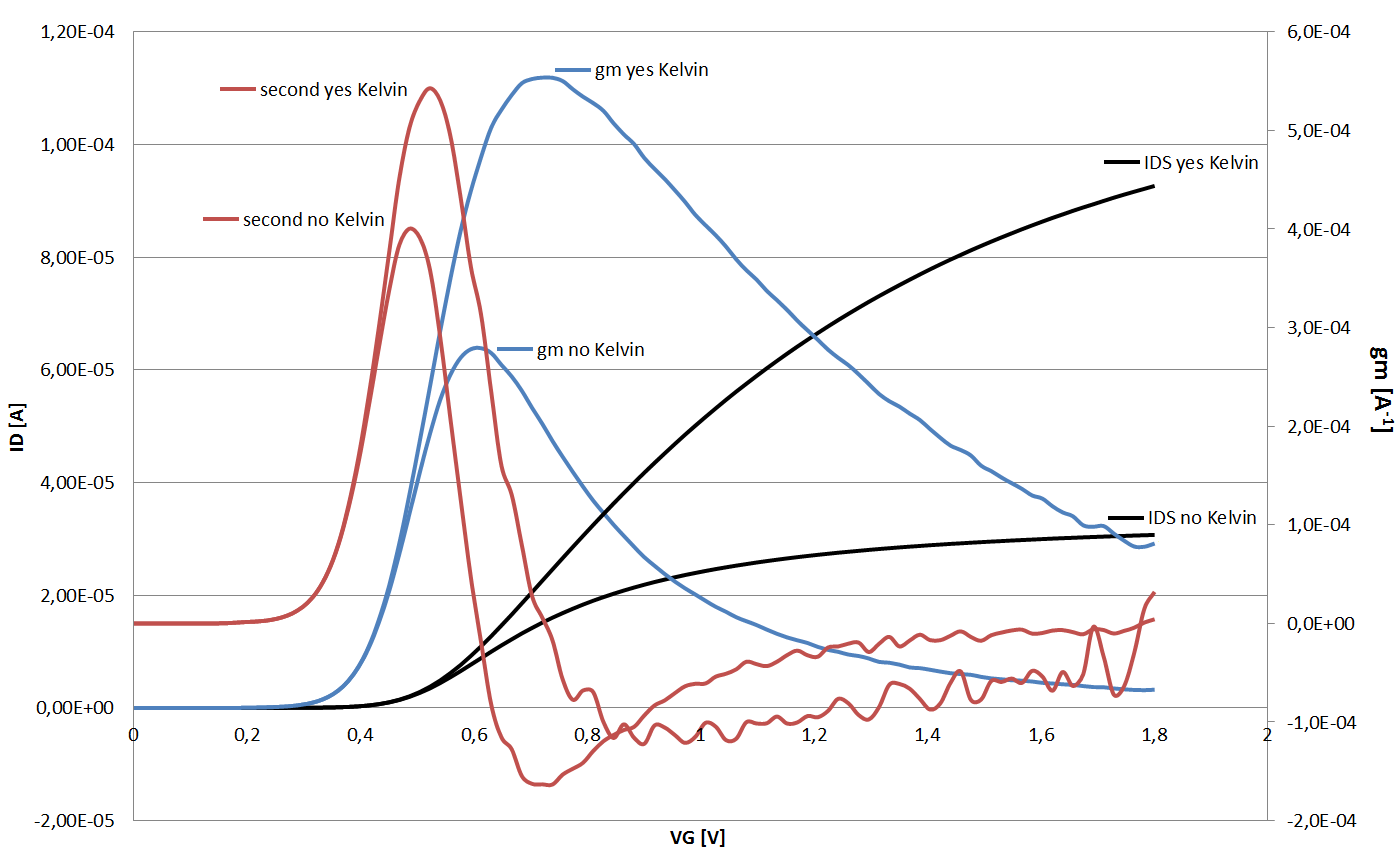 1,20E-04
1,00E-04
8,00E-05
6,00E-05
4,00E-05
2,00E-05
0,00E+00
-2,00E-05
ID [A]
second yes Kelvin
second no Kelvin
gm yes Kelvin
gm no Kelvin
IDS yes Kelvin
IDS no Kelvin
0
0,2
0,4
0,6
0,8
1
1,2
1,4
1,6
1,8
2
VG [V]
6,0E-04
5,0E-04
4,0E-04
3,0E-04
2,0E-04
1,0E-04
0,0E+00
-1,0E-04
-2,0E-04
gm [A-1]